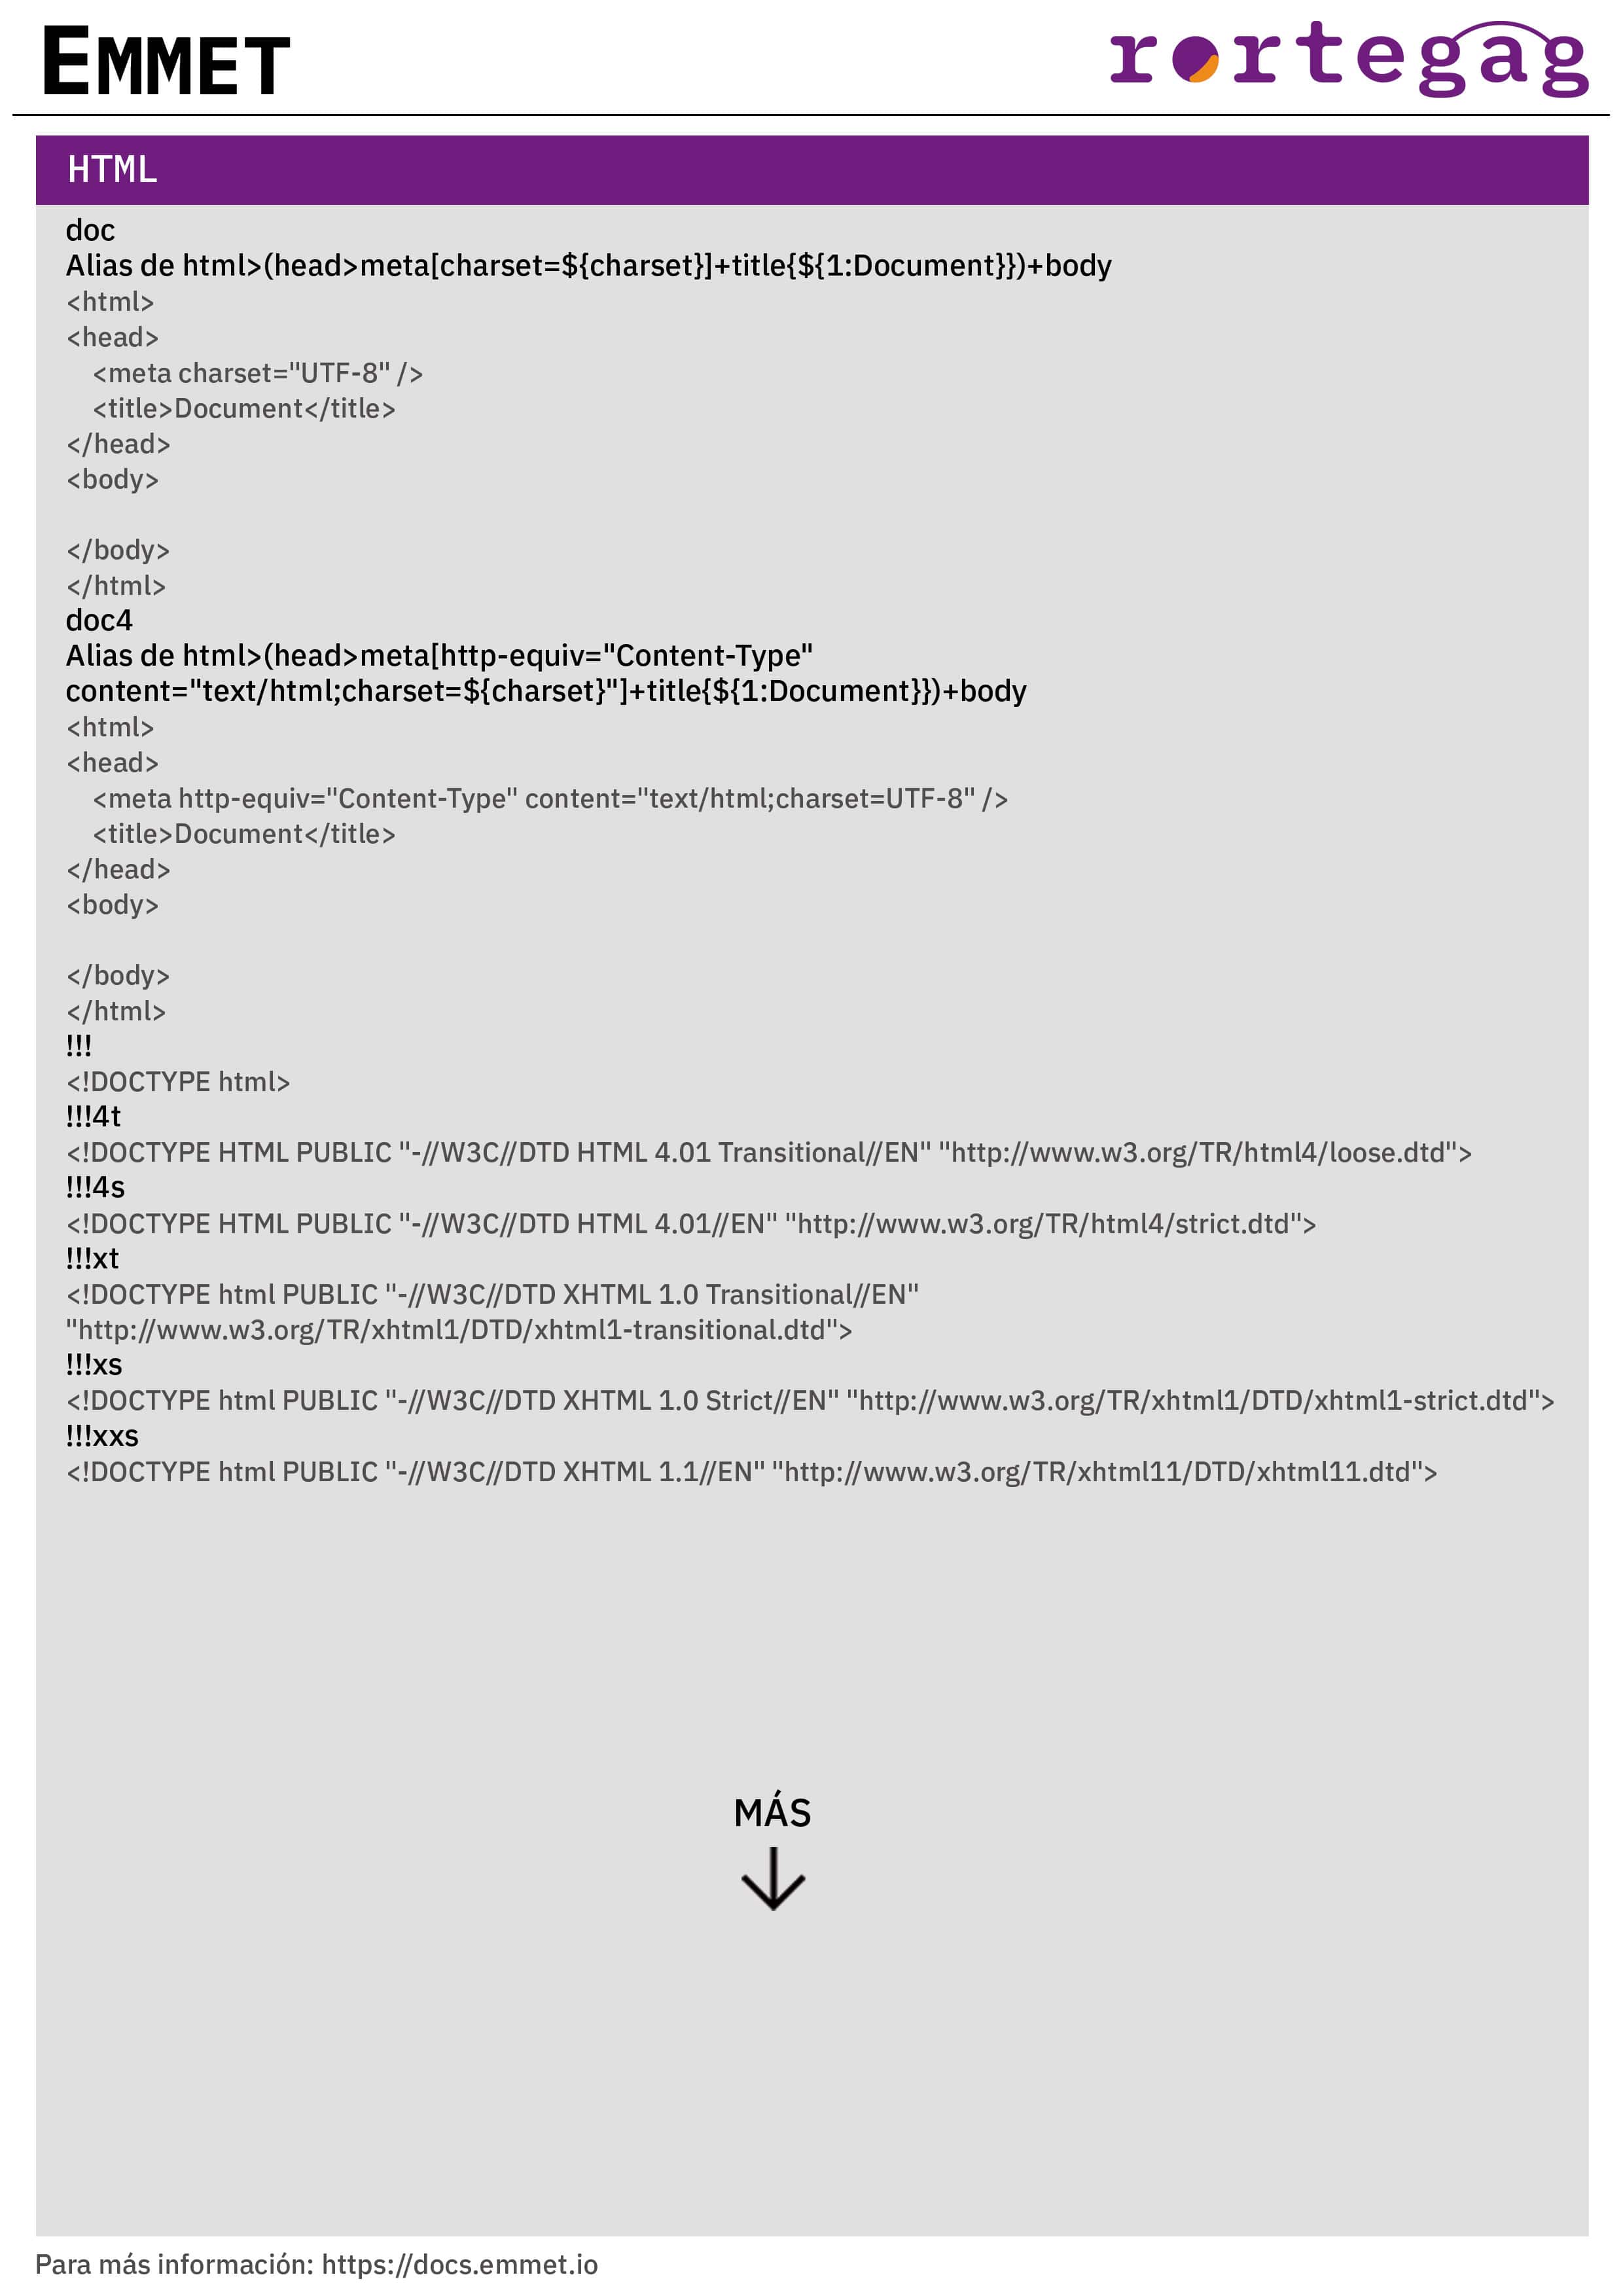 EMMET
rortegag
HTML
doc
Alias de html>(head>meta[charset=${charset}]+title{${1:Document}})+body
<html>
<head>
    <meta charset="UTF-8" />
    <title>Document</title>
</head>
<body>
</body>
</html>
doc4
Alias de html>(head>meta[http-equiv="Content-Type"
content="text/html;charset=${charset}"]+title{${1:Document}})+body
<html>
<head>
    <meta http-equiv="Content-Type" content="text/html;charset=UTF-8" />
    <title>Document</title>
</head>
<body>
</body>
</html>
!!!
<!DOCTYPE html>
!!!4t
<!DOCTYPE HTML PUBLIC "-//W3C//DTD HTML 4.01 Transitional//EN" "http://www.w3.org/TR/html4/loose.dtd">
!!!4s
<!DOCTYPE HTML PUBLIC "-//W3C//DTD HTML 4.01//EN" "http://www.w3.org/TR/html4/strict.dtd">
!!!xt
<!DOCTYPE html PUBLIC "-//W3C//DTD XHTML 1.0 Transitional//EN"
"http://www.w3.org/TR/xhtml1/DTD/xhtml1-transitional.dtd">
!!!xs
<!DOCTYPE html PUBLIC "-//W3C//DTD XHTML 1.0 Strict//EN" "http://www.w3.org/TR/xhtml1/DTD/xhtml1-strict.dtd">
!!!xxs
<!DOCTYPE html PUBLIC "-//W3C//DTD XHTML 1.1//EN" "http://www.w3.org/TR/xhtml11/DTD/xhtml11.dtd">
MÁS
Para más información: https://docs.emmet.io